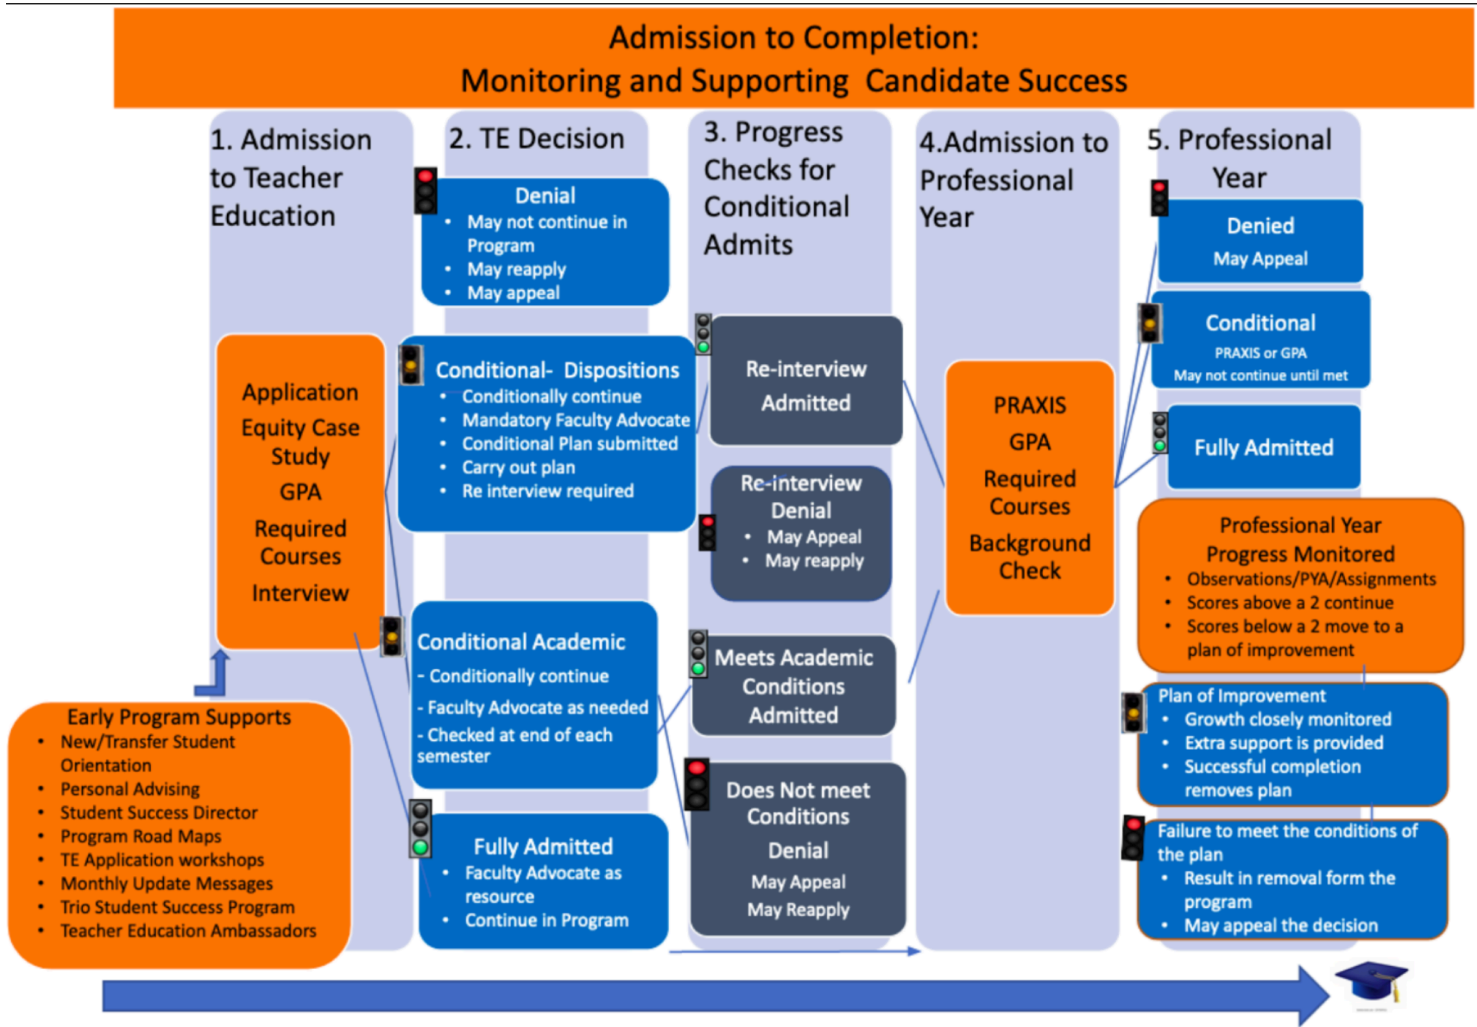 Admission to Completion:
Monitoring and Supporting Candidate Success
1. Admission
to Teacher
Education
Application
Equity Case
Study
GPA
Required
Courses
Interview
Early Program Supports
• New/Transfer Student
Orientation
• Personal Advising
• Student Success Director
• Program Road Maps
• TE Application workshops
• Monthly Update Messages
• Trio Student Success Program
• Teacher Education Ambassadors
2. TE Decision
Denial
• May not continue in
Program
• May reapply
• May appeal
Conditional- Dispositions
• Conditionally continue
• Mandatory Faculty Advocate
• Conditional Plan submitted
• Carry out plan
• Re interview required
Conditional Academic
- Conditionally continue
- Faculty Advocate as needed
- Checked at end of each
semester
Fully Admitted
• Faculty Advocate as
resource
• Continue in Program
3. Progress
Checks for
Conditional
Admits
Re-interview
Admitted
Re-interview
Denial
• May Appeal
• May reapply
Meets Academic
Conditions
Admitted
Does Not meet
Conditions
Denial
May Appeal
May Reapply
4.Admission to
Professional
Year
PRAXIS
GPA
Required
Courses
Background
Check
5. Professional
Year
Denied
May Appeal
Conditional
PRAXIS or GPA
May not continue until met
Fully Admitted
Professional Year
Progress Monitored
• Observations/PYA/Assignments
• Scores above a 2 continue
• Scores below a 2 move to a
plan of improvement
Plan of Improvement
• Growth closely monitored
• Extra support is provided
• Successful completion
removes plan
Failure to meet the conditions of
the plan
• Result in removal form the
program
• May appeal the decision